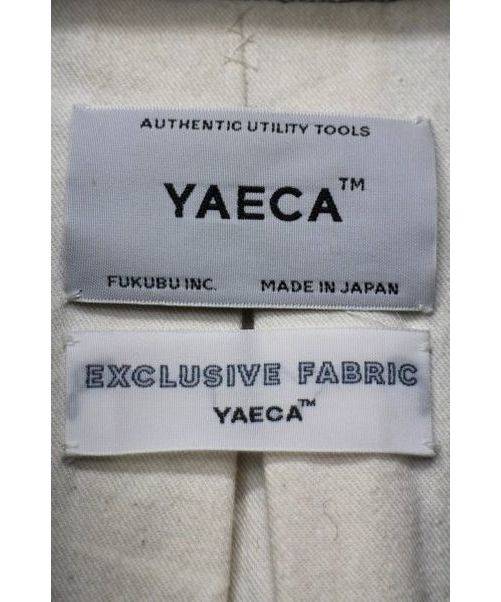 AUTHENTIC UTILITY TOOLS
YAECA™
FUKUBU INC. MADE IN JAPAN
EXCLUSIVE FABRIC
YAECA™